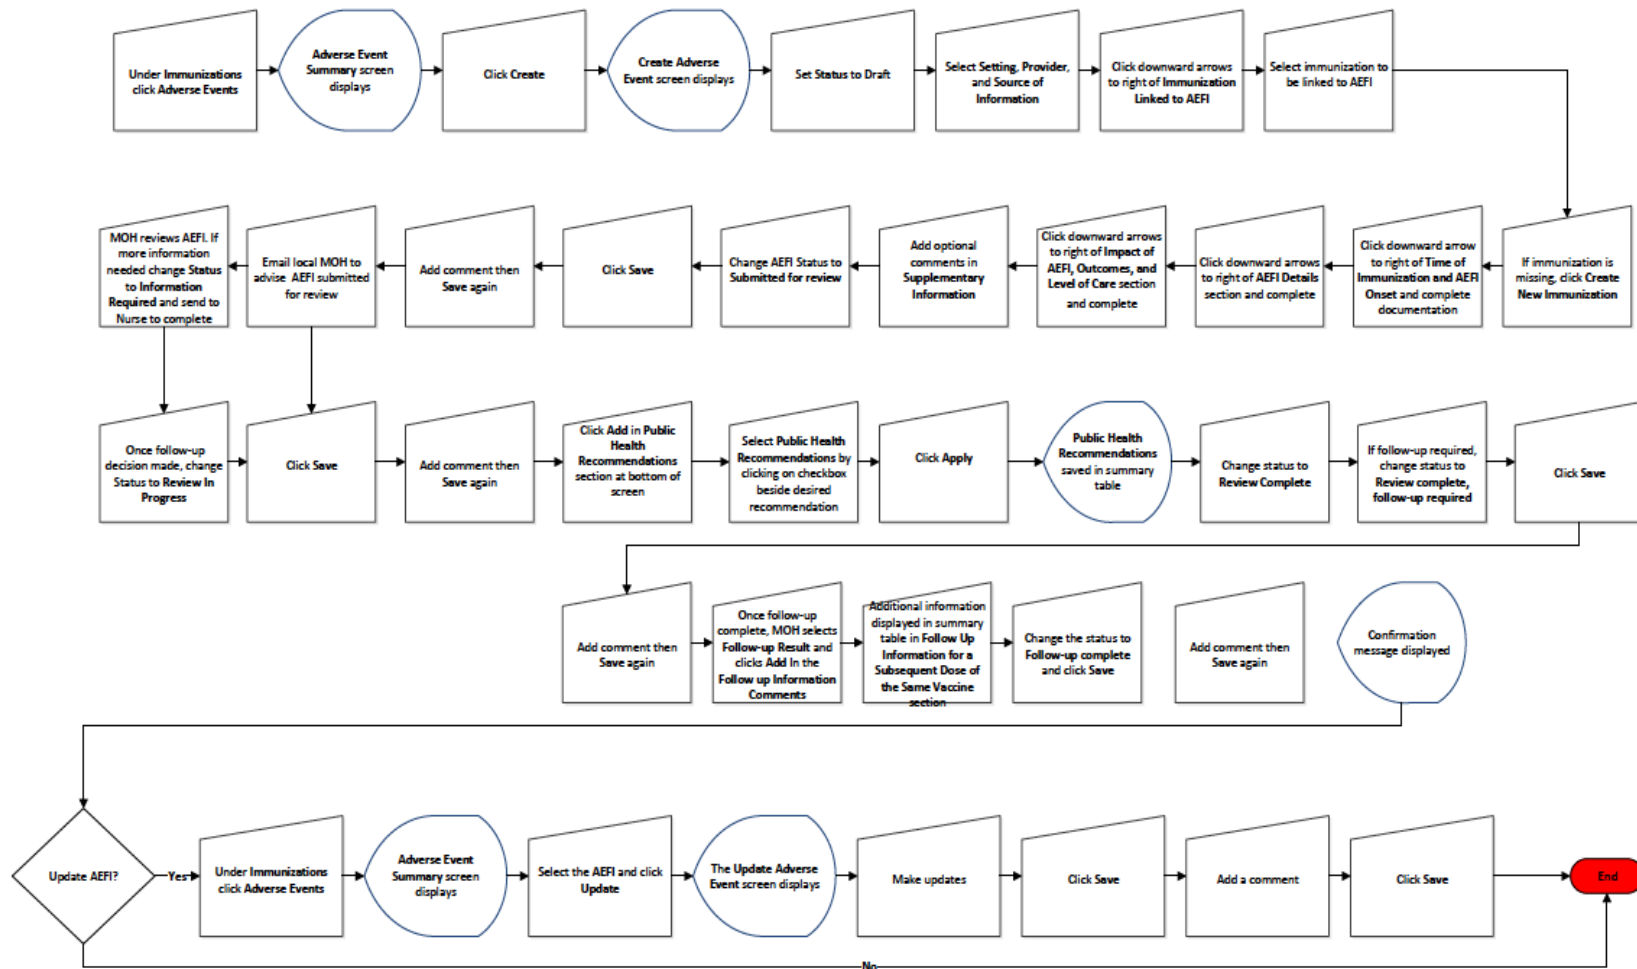 Under Immunizations
click Adverse Events
Adverse Event
Summary screen
displays
Click Create
Create Adverse
Event screen displays
Set Status to Draft
Select Setting, Provider,
and Source of
Information
Click downward arrows
to right of Immunization
Linked to AEFI
Select immunization to
be linked to AEFI
MOH reviews AEFI. If
more information
needed change Status
to Information
Required and send to
Nurse to complete
Email local MOH to
advise AEFI submitted
for review
Add comment then
Save again
Click Save
Change AEFI Status to
Submitted for review
Add optional
comments in
Supplementary
Information
Click downward arrows
to right of Impact of
AEFI, Outcomes, and
Level of Care section
and complete
Click downward arrows
to right of AEFI Details
section and complete
Click downward arrow
to right of Time of
Immunization and AEFI
Onset and complete
documentation
If immunization is
missing, click Create
New Immunization
Once follow-up
decision made, change
Status to Review In
Progress
Click Save
Add comment then
Save again
Click Add in Public
Health
Recommendations
section at bottom of
screen
Select Public Health
Recommendations by
clicking on checkbox
beside desired
recommendation
Click Apply
Public Health
Recommendations
saved in summary
table
Change status to
Review Complete
If follow-up required,
change status to
Review complete,
follow-up required
Click Save
Add comment then
Save again
Once follow-up
complete, MOH selects
Follow-up Result and
clicks Add In the
Follow up Information
Comments
Additional information
displayed in summary
table in Follow Up
Information for a
Subsequent Dose of
the Same Vaccine
section
Change the status to
Follow-up complete
and click Save
Add comment then
Save again
Confirmation
message displayed
Update AEFI?
Yes
Under Immunizations
click Adverse Events
Adverse Event
Summary screen
displays
Select the AEFI and click
Update
The Update Adverse
Event screen displays
Make updates
Click Save
Add a comment
Click Save
End
No